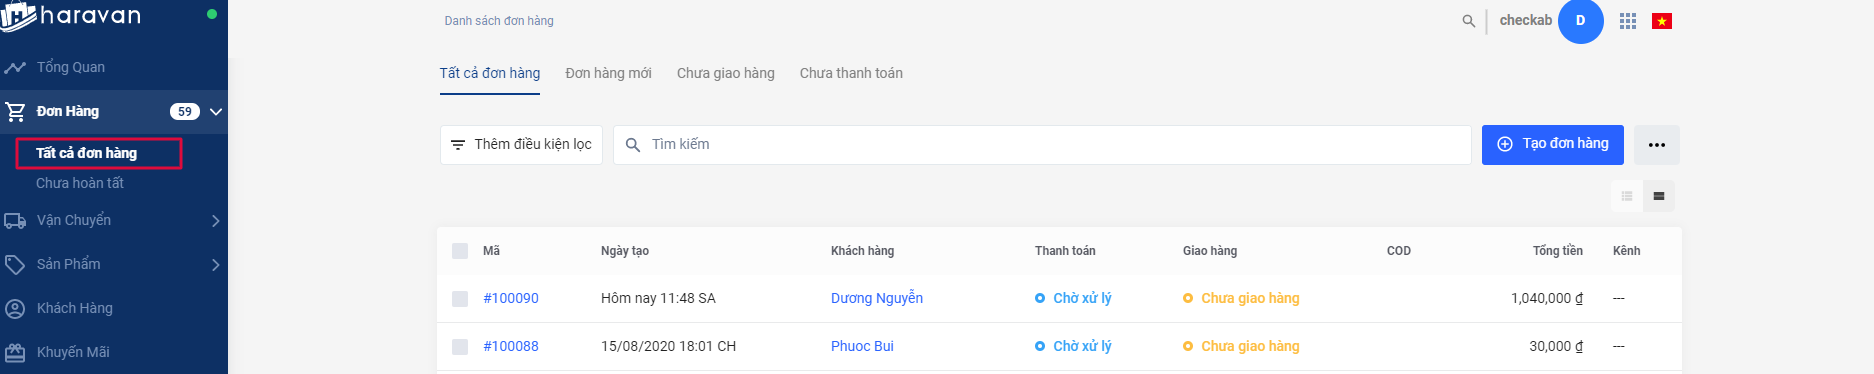 haravan
Danh sách đơn hàng
checkab
D
Tổng Quan
Đơn Hàng 59
Tất cả đơn hàng
Chưa hoàn tất
Vận Chuyển
Sản Phẩm
Khách Hàng
Khuyến Mãi
Tất cả đơn hàng Đơn hàng mới Chưa giao hàng Chưa thanh toán
Thêm điều kiện lọc Tìm kiếm Tạo đơn hàng
Mã Ngày tạo Khách hàng Thanh toán Giao hàng COD Tổng tiền Kênh
#100090 Hôm nay 11:48 SA Dương Nguyễn Chờ xử lý Chưa giao hàng 1,040,000 ₫ ---
#100088 15/08/2020 18:01 CH Phuoc Bui Chờ xử lý Chưa giao hàng 30,000 ₫ ---